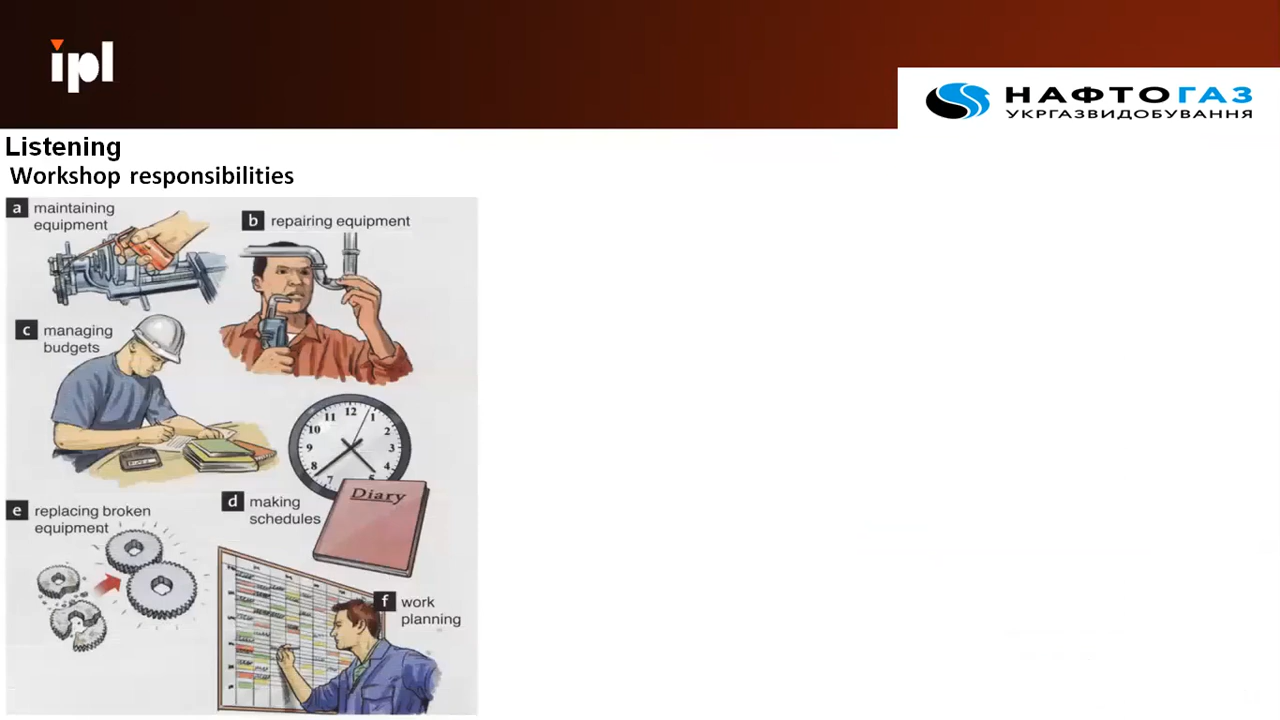 ipl
НАФТОГАЗ
УКРГАЗВИДОБУВАННЯ
Listening
Workshop responsibilities
a maintaining
equipment
b repairing equipment
c managing
budgets
11 12 1
10 2
9 3
8 4
7 5
Diary
d making
schedules
e replacing broken
equipment
f work
planning